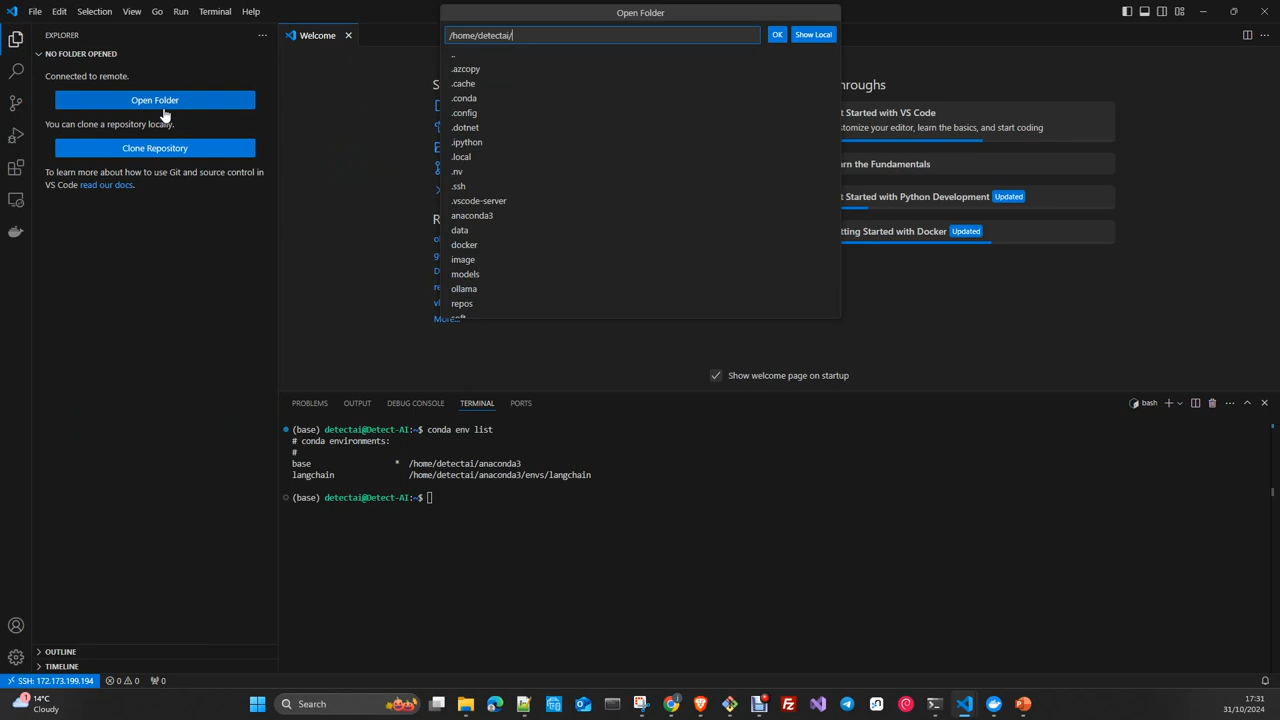 File Edit Selection View Go Run Terminal Help
Open Folder
/home/detectai/
OK Show Local
..
.azcopy
.cache
.conda
.config
.dotnet
.ipython
.local
.nv
.ssh
.vscode-server
anaconda3
data
docker
image
models
ollama
repos
EXPLORER
NO FOLDER OPENED
Connected to remote.
Open Folder
You can clone a repository locally.
Clone Repository
To learn more about how to use Git and source control in
VS Code read our docs.
OUTLINE
TIMELINE
Welcome
More...
t Started with VS Code
stomize your editor, learn the basics, and start coding
rn the Fundamentals
t Started with Python Development Updated
tting Started with Docker Updated
Show welcome page on startup
PROBLEMS OUTPUT DEBUG CONSOLE TERMINAL PORTS
bash
(base) detectai@Detect-AI:~$ conda env list
# conda environments:
#
base * /home/detectai/anaconda3
langchain /home/detectai/anaconda3/envs/langchain
(base) detectai@Detect-AI:~$
SSH: 172.173.199.194 0 0 0
1
14°C
Cloudy
Search
17:31
31/10/2024